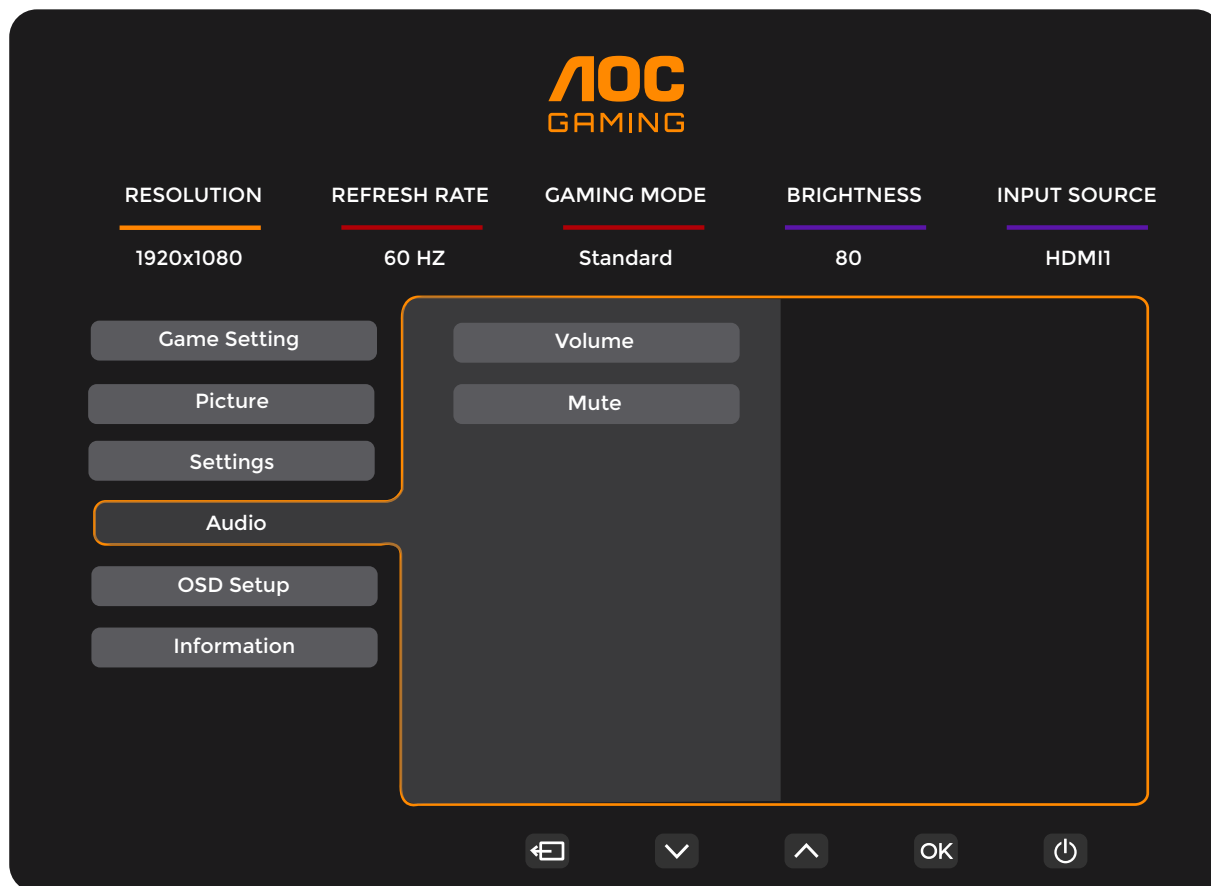 AOC
GAMING
RESOLUTION REFRESH RATE GAMING MODE BRIGHTNESS INPUT SOURCE
1920x1080 60 HZ Standard 80 HDMI1
Game Setting Volume
Picture Mute
Settings
Audio
OSD Setup
Information
OK